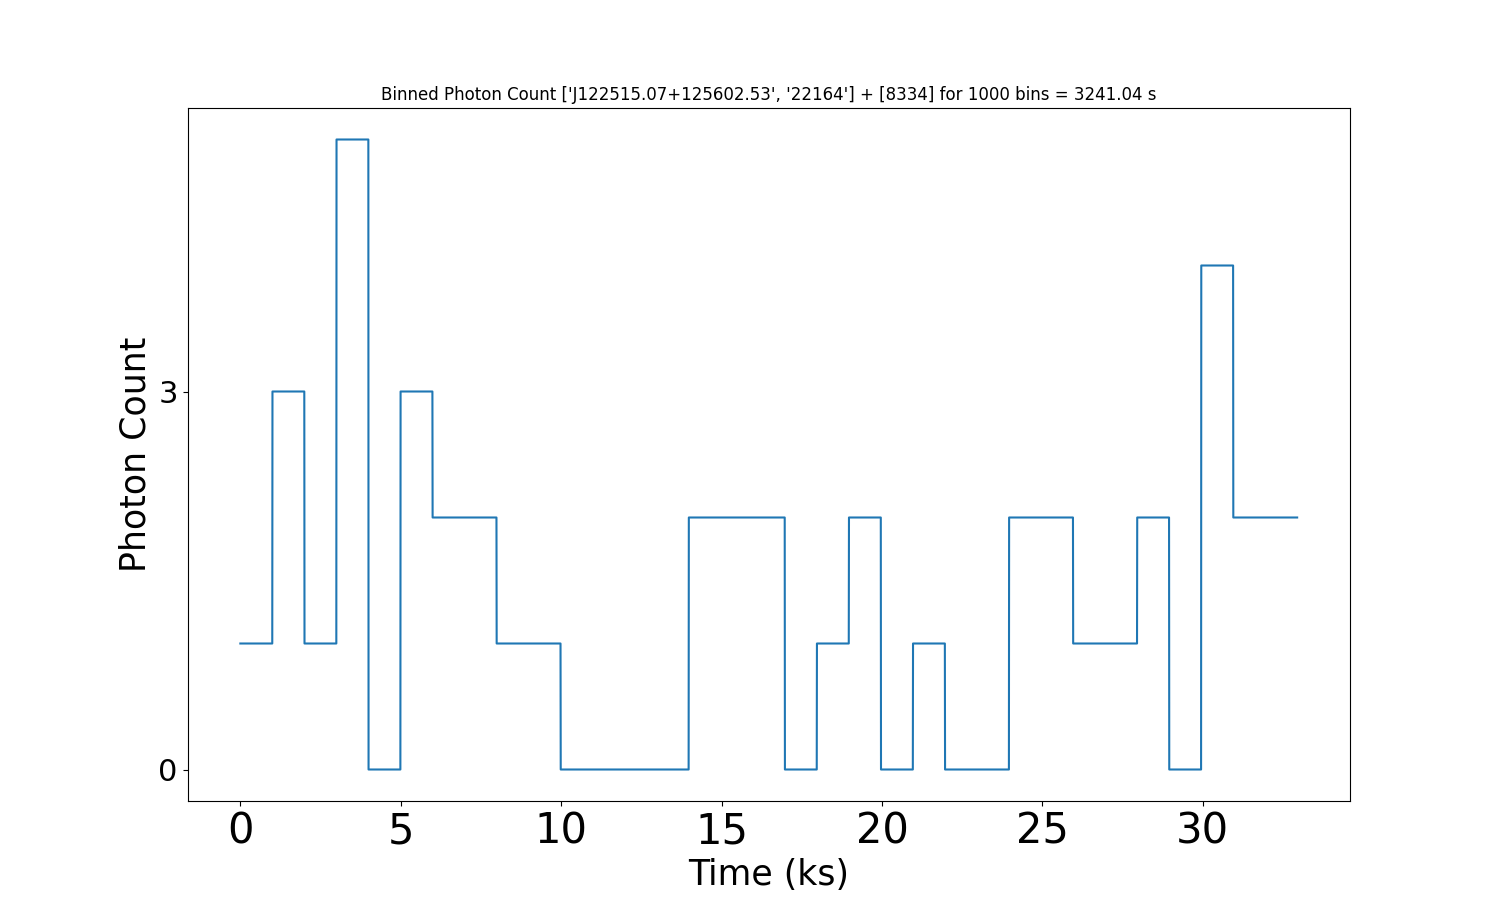 Binned Photon Count ['J122515.07+125602.53', '22164'] + [8334] for 1000 bins = 3241.04 s
Photon Count
3
0
0 5 10 15 20 25 30
Time (ks)